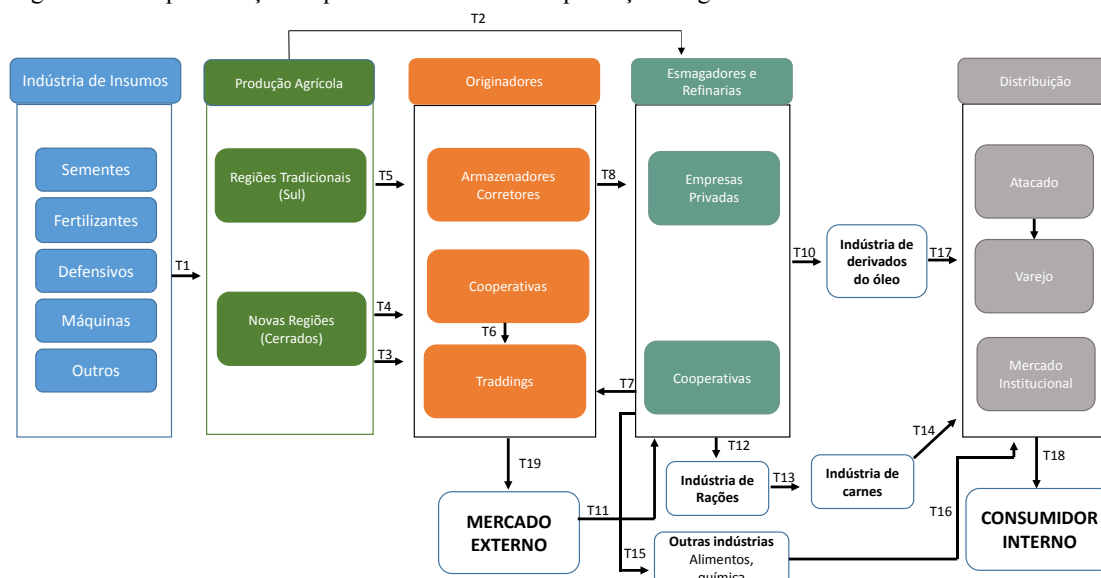 T2
Indústria de Insumos
Produção Agrícola
Originadores
Esmagadores e
Refinarias
Distribuição
Sementes
Fertilizantes
Defensivos
Máquinas
Outros
T1
Regiões Tradicionais
(Sul)
Novas Regiões
(Cerrados)
T5
T4
T3
Armazenadores
Corretores
Cooperativas
T6
Traddings
T8
T7
Empresas
Privadas
Cooperativas
T10
Indústria de
derivados
do óleo
T17
Atacado
Varejo
Mercado
Institucional
T19
MERCADO
EXTERNO
T11
T12
Indústria de
Rações
T13
Indústria de
carnes
T14
T15
Outras indústrias
Alimentos,
química
T16
T18
CONSUMIDOR
INTERNO